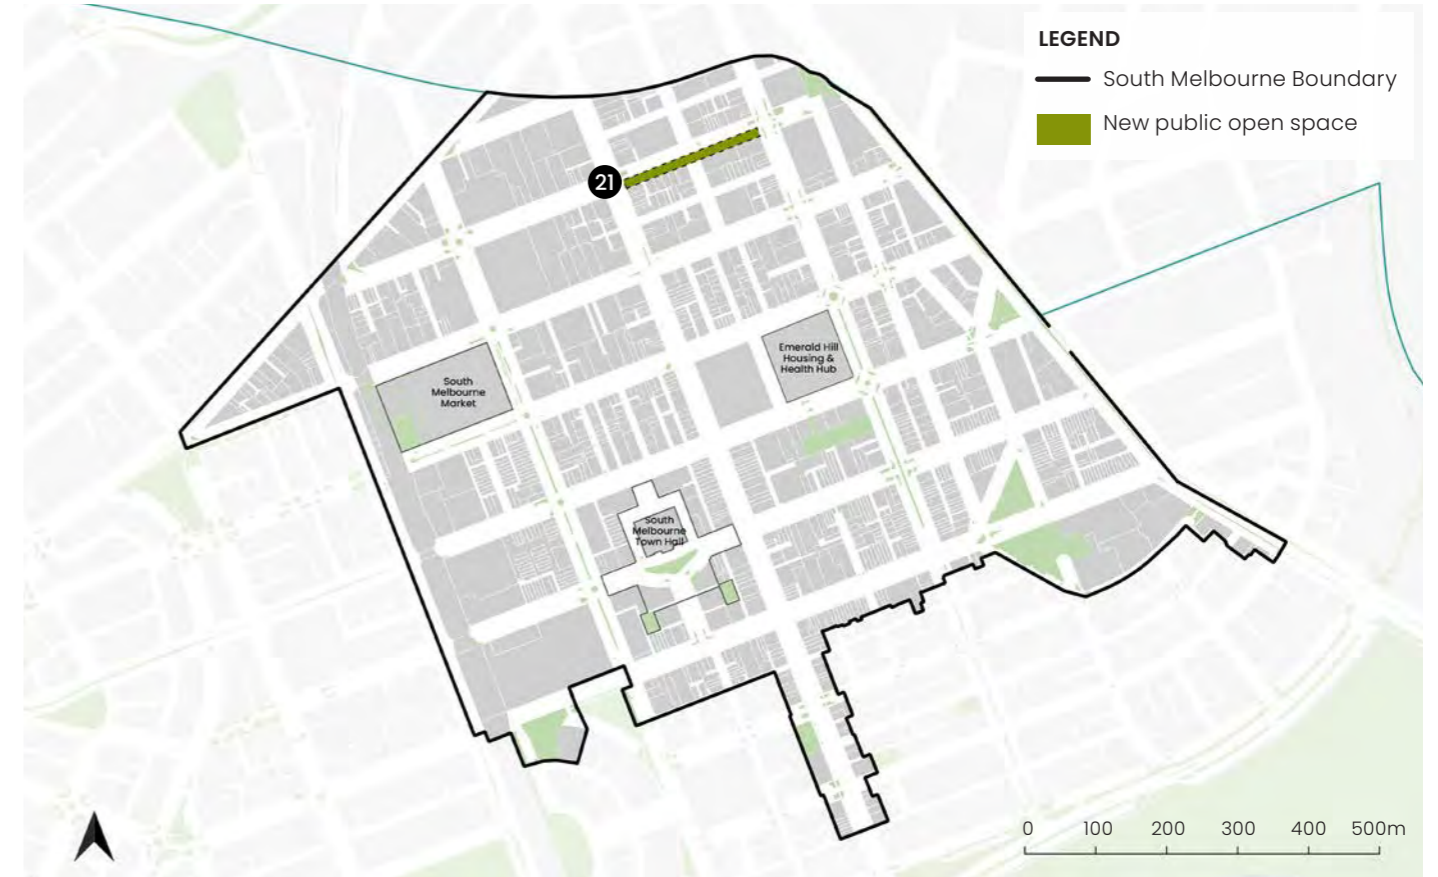 LEGEND
South Melbourne Boundary
New public open space
21
Emerald Hill
Housing &
Health Hub
South
Melbourne
Market
South
Melbourne
Town Hall
0 100 200 300 400 500m